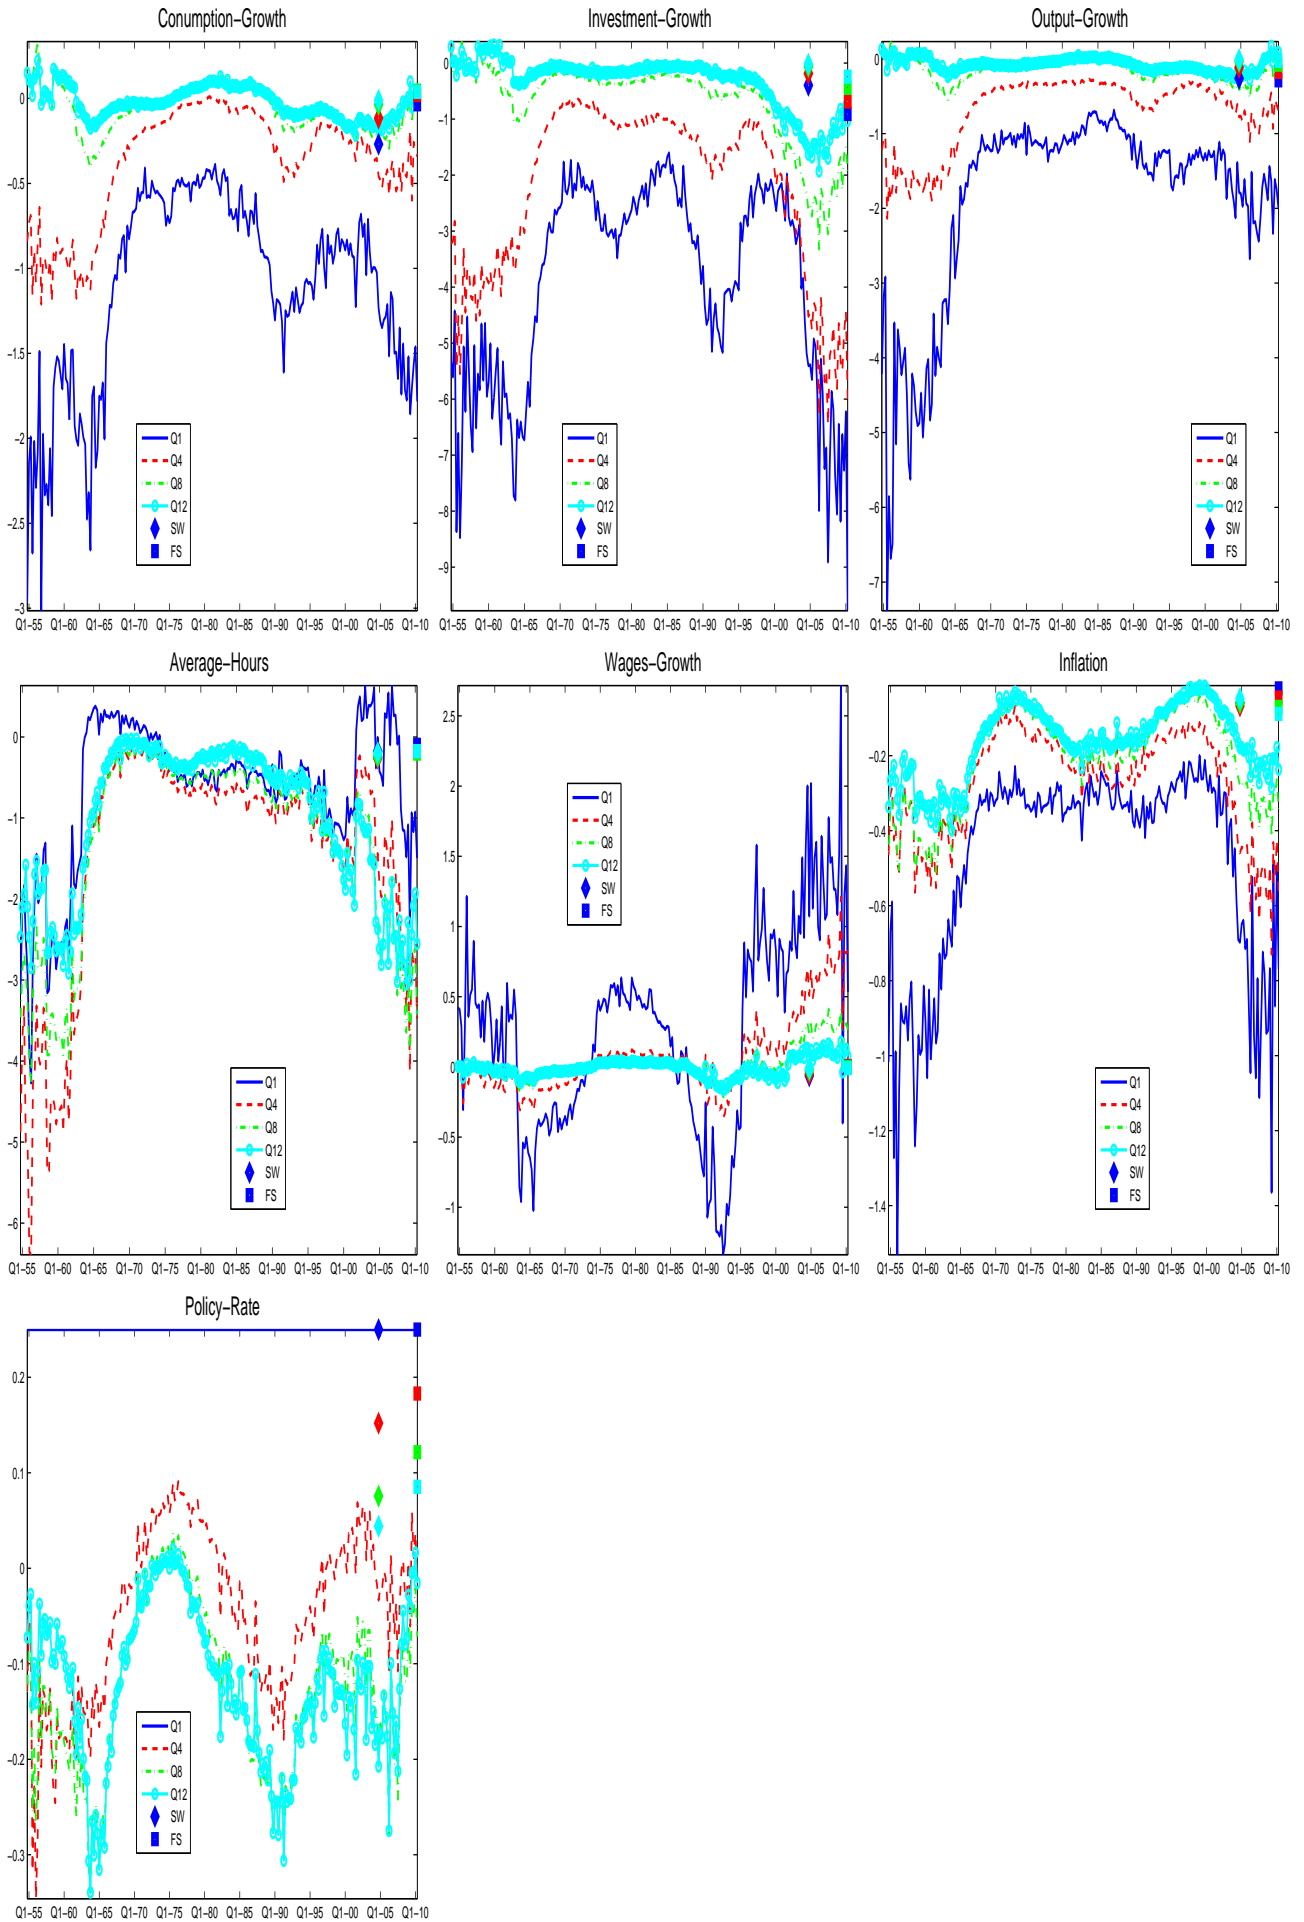 Conumption−Growth
0
−0.5
−1
−1.5
−2
−2.5
−3
Q1−55 Q1−60 Q1−65 Q1−70 Q1−75 Q1−80 Q1−85 Q1−90 Q1−95 Q1−00 Q1−05 Q1−10
Q1
Q4
Q8
Q12
SW
FS
Investment−Growth
0
−1
−2
−3
−4
−5
−6
−7
−8
−9
Q1−55 Q1−60 Q1−65 Q1−70 Q1−75 Q1−80 Q1−85 Q1−90 Q1−95 Q1−00 Q1−05 Q1−10
Q1
Q4
Q8
Q12
SW
FS
Output−Growth
0
−1
−2
−3
−4
−5
−6
−7
Q1−55 Q1−60 Q1−65 Q1−70 Q1−75 Q1−80 Q1−85 Q1−90 Q1−95 Q1−00 Q1−05 Q1−10
Q1
Q4
Q8
Q12
SW
FS
Average−Hours
0
−1
−2
−3
−4
−5
−6
Q1−55 Q1−60 Q1−65 Q1−70 Q1−75 Q1−80 Q1−85 Q1−90 Q1−95 Q1−00 Q1−05 Q1−10
Q1
Q4
Q8
Q12
SW
FS
Wages−Growth
2.5
2
1.5
1
0.5
0
−0.5
−1
Q1−55 Q1−60 Q1−65 Q1−70 Q1−75 Q1−80 Q1−85 Q1−90 Q1−95 Q1−00 Q1−05 Q1−10
Q1
Q4
Q8
Q12
SW
FS
Inflation
−0.2
−0.4
−0.6
−0.8
−1
−1.2
−1.4
Q1−55 Q1−60 Q1−65 Q1−70 Q1−75 Q1−80 Q1−85 Q1−90 Q1−95 Q1−00 Q1−05 Q1−10
Q1
Q4
Q8
Q12
SW
FS
Policy−Rate
0.2
0.1
0
−0.1
−0.2
−0.3
Q1−55 Q1−60 Q1−65 Q1−70 Q1−75 Q1−80 Q1−85 Q1−90 Q1−95 Q1−00 Q1−05 Q1−10
Q1
Q4
Q8
Q12
SW
FS